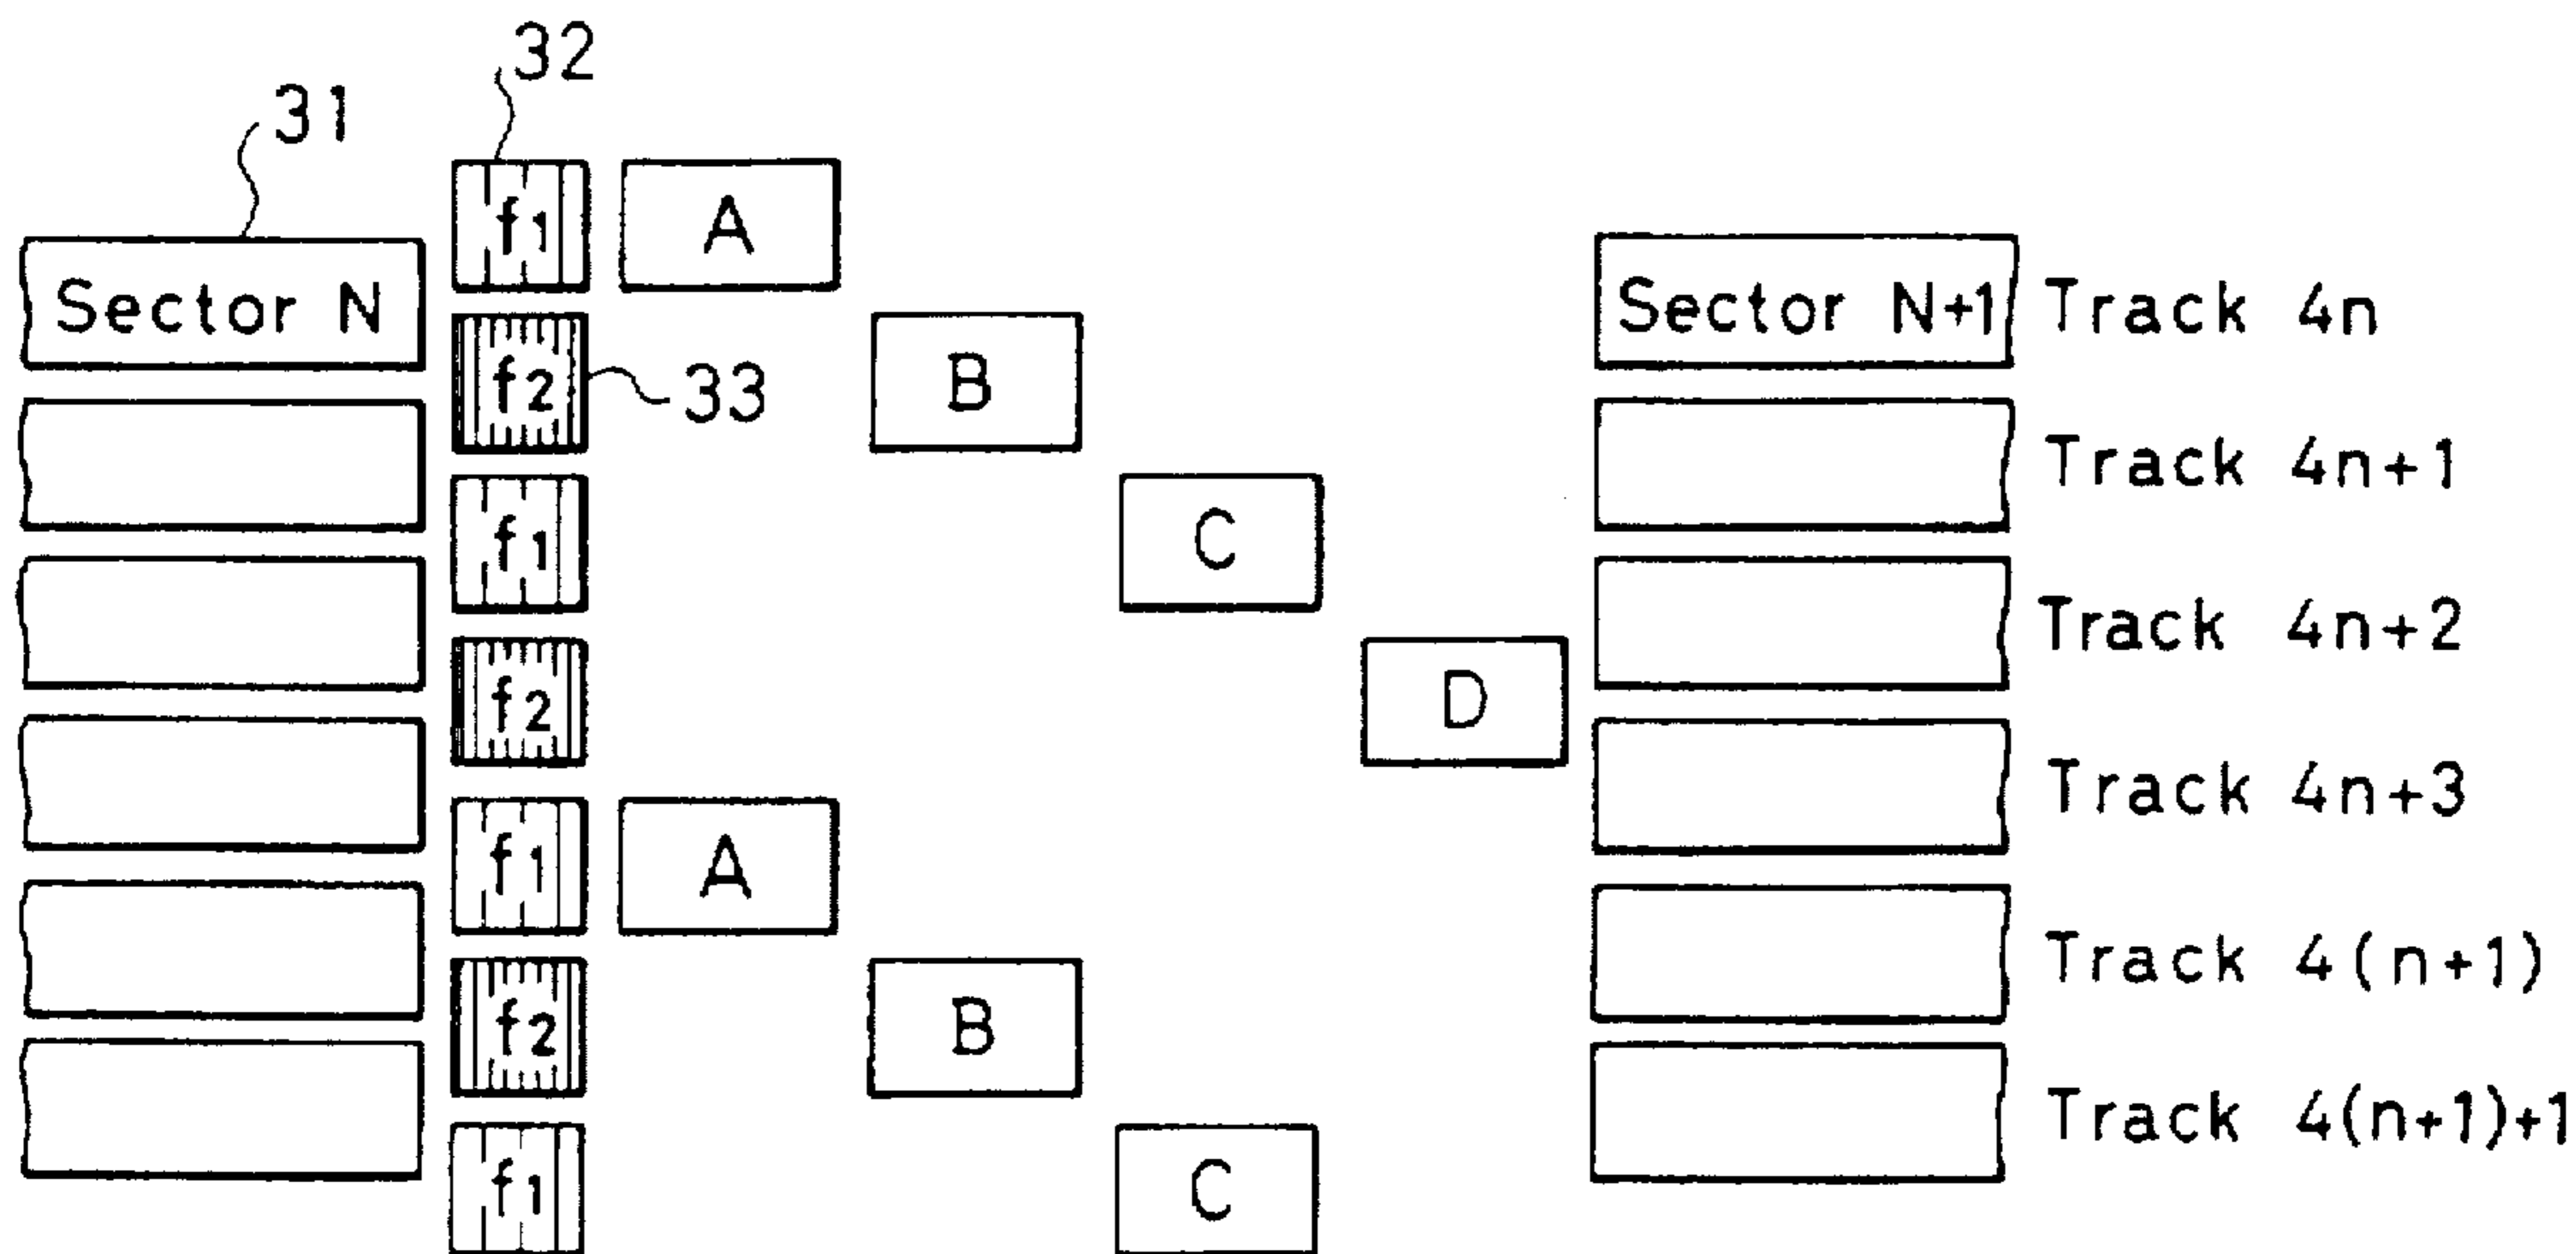 32
31
f1 A
Sector N Sector N+1 Track 4n
f2 33 B
Track 4n+1
f1 C
Track 4n+2
f2 D
Track 4n+3
f1 A
Track 4(n+1)
f2 B
Track 4(n+1)+1
f1 C